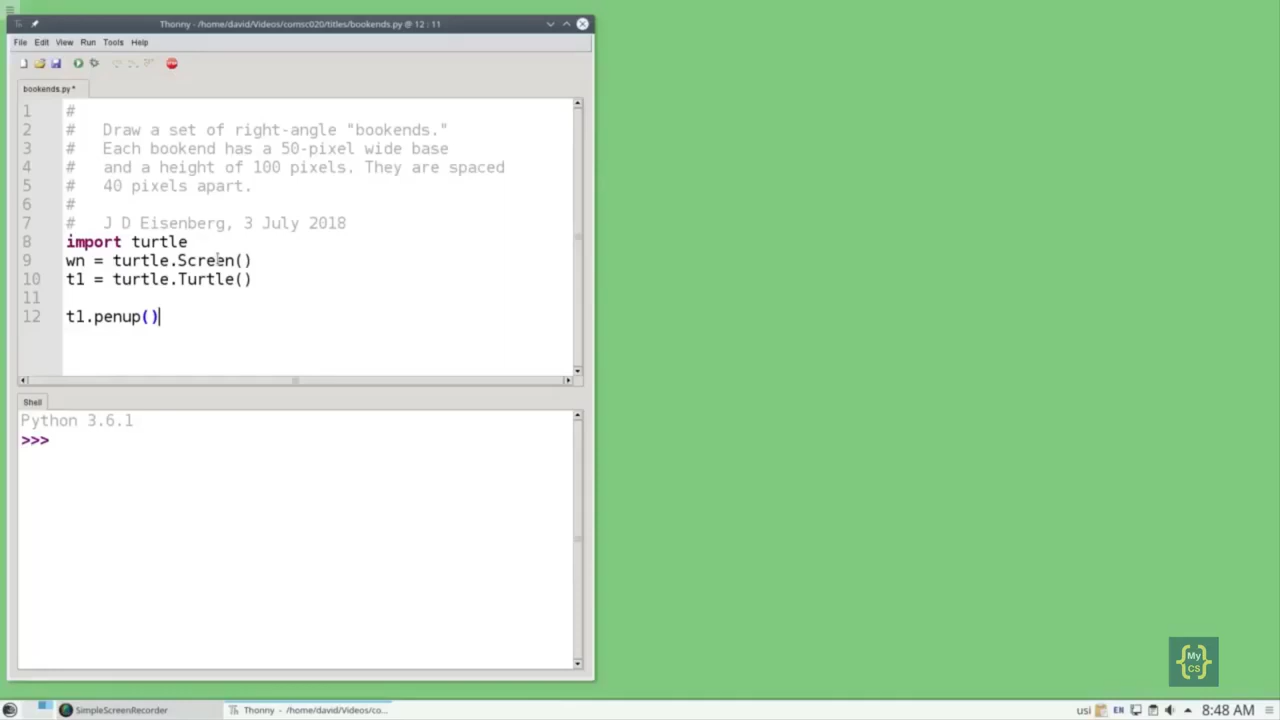 Th Thonny - /home/david/Videos/comsc020/titles/bookends.py @ 12 : 11
File Edit View Run Tools Help
STOP
bookends.py *
1 #
2 #   Draw a set of right-angle "bookends."
3 #   Each bookend has a 50-pixel wide base
4 #   and a height of 100 pixels. They are spaced
5 #   40 pixels apart.
6 #
7 #   J D Eisenberg, 3 July 2018
8 import turtle
9 wn = turtle.Screen()
10 t1 = turtle.Turtle()
11
12 t1.penup()
Shell
Python 3.6.1
>>>
{My CS}
SimpleScreenRecorder
Th Thonny - /home/david/Videos/co...
usi EN 8:48 AM